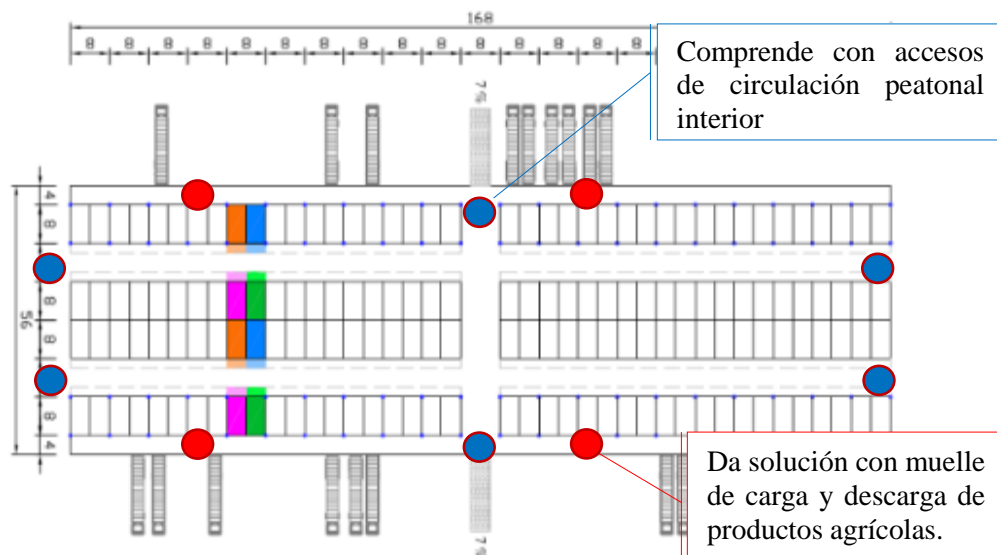 168
8 8 8 8 8 8 8 8 8 8 8 8 8 8 8
Comprende con accesos
de circulación peatonal
interior
7%
4
8
8
56
8
8
4
Da solución con muelle
de carga y descarga de
productos agrícolas.
7%